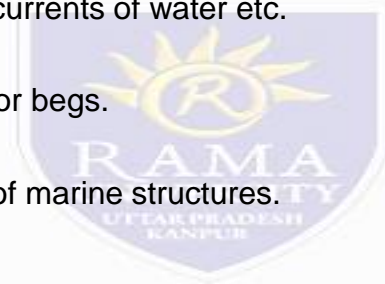 currents of water etc.
or begs.
R
RAMA
of marine structures.
UTTAR PRADESH
KANPUR